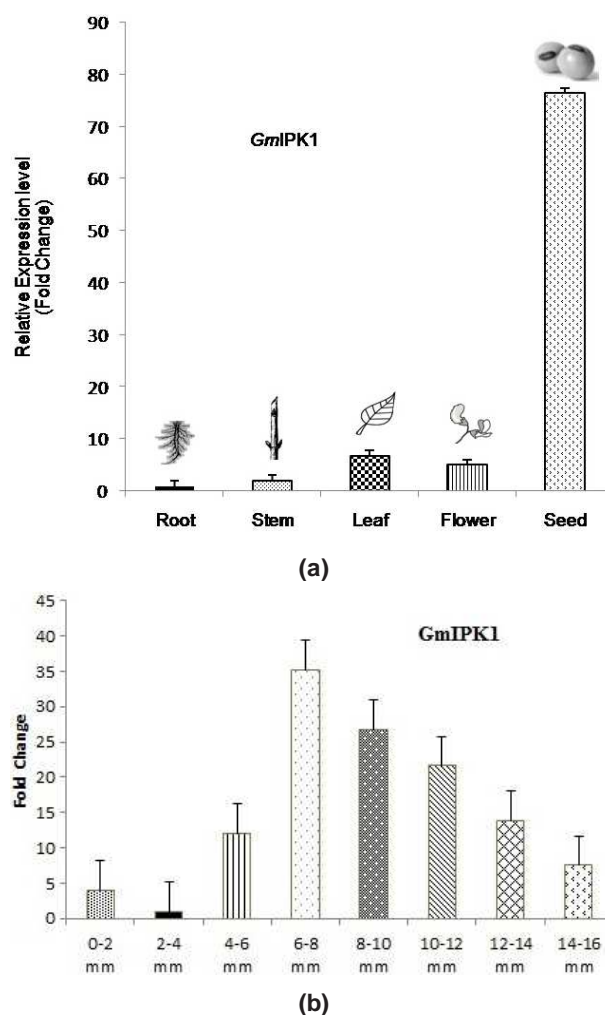 90
80
70
60
50
40
30
20
10
0
Relative Expression level
(Fold Change)
GmIPK1
Root Stem Leaf Flower Seed
(a)
45
40
35
30
25
20
15
10
5
0
Fold Change
GmIPK1
0-2 2-4 4-6 6-8 8-10 10-12 12-14 14-16
mm mm mm mm mm mm mm mm
(b)